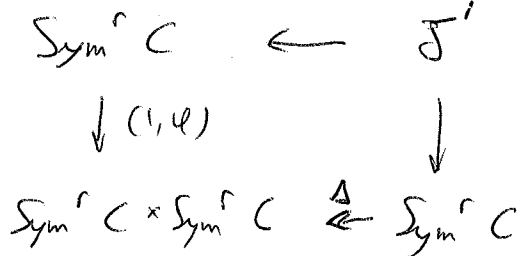 Sym^r C ← J^i
↓ (1, φ) ↓
Sym^r C × Sym^r C ←Δ Sym^r C